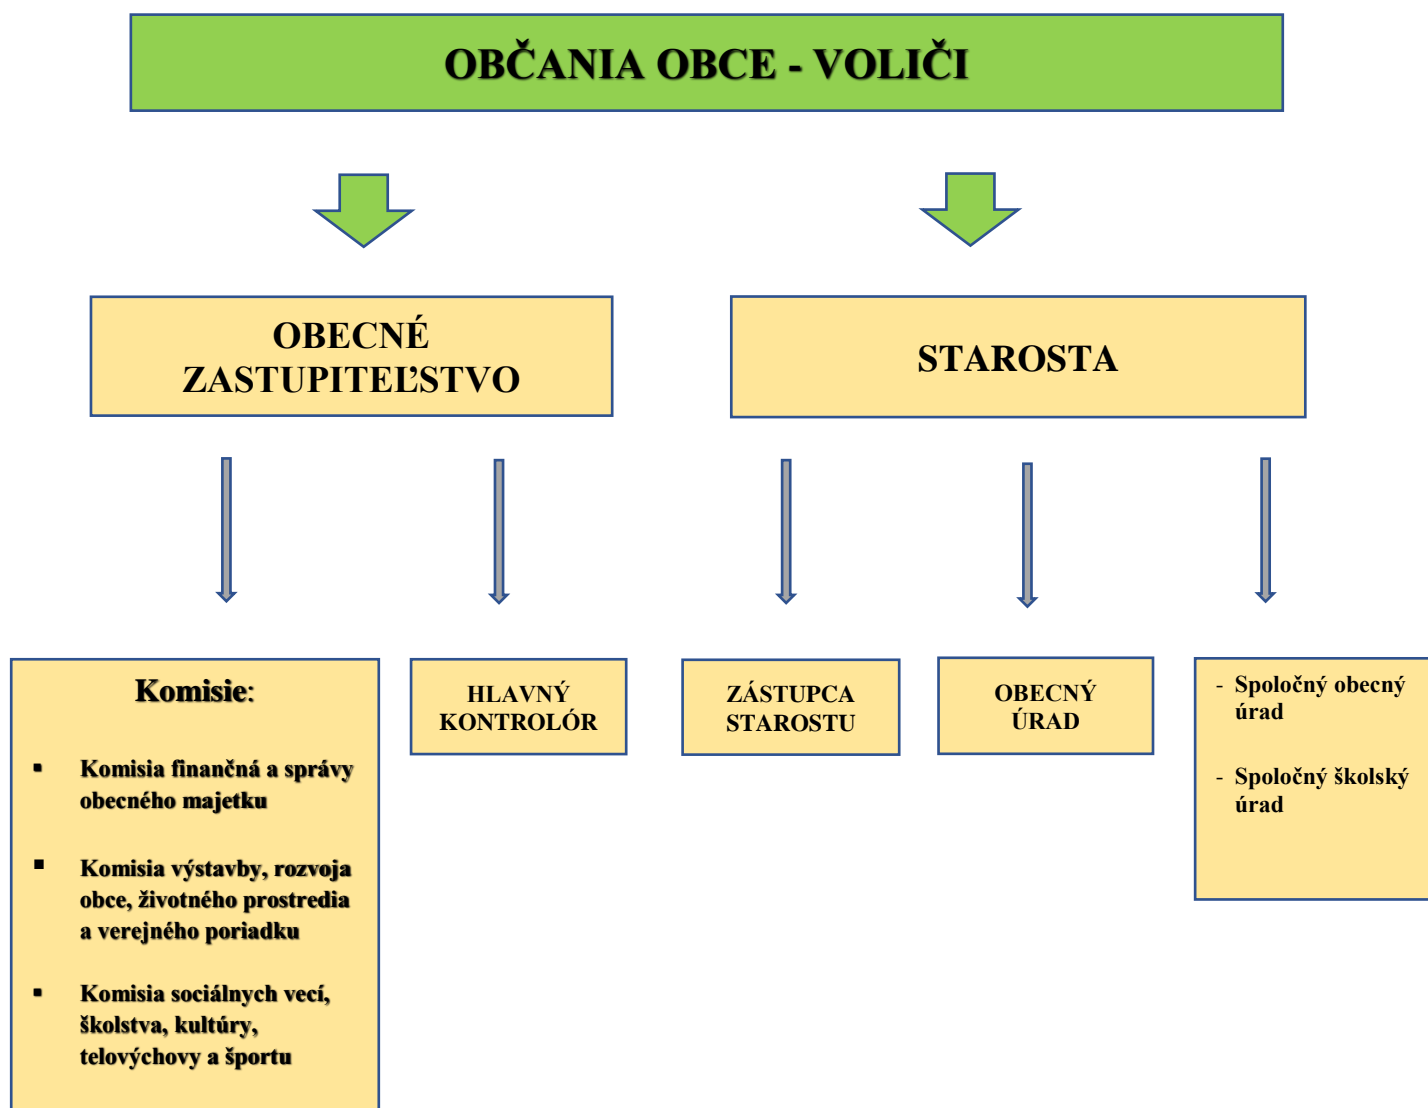 OBČANIA OBCE - VOLIČI
OBECNÉ
ZASTUPITEĽSTVO
STAROSTA
Komisie:
▪ Komisia finančná a správy
obecného majetku
▪ Komisia výstavby, rozvoja
obce, životného prostredia
a verejného poriadku
▪ Komisia sociálnych vecí,
školstva, kultúry,
telovýchovy a športu
HLAVNÝ
KONTROLÓR
ZÁSTUPCA
STAROSTU
OBECNÝ
ÚRAD
- Spoločný obecný
úrad
- Spoločný školský
úrad